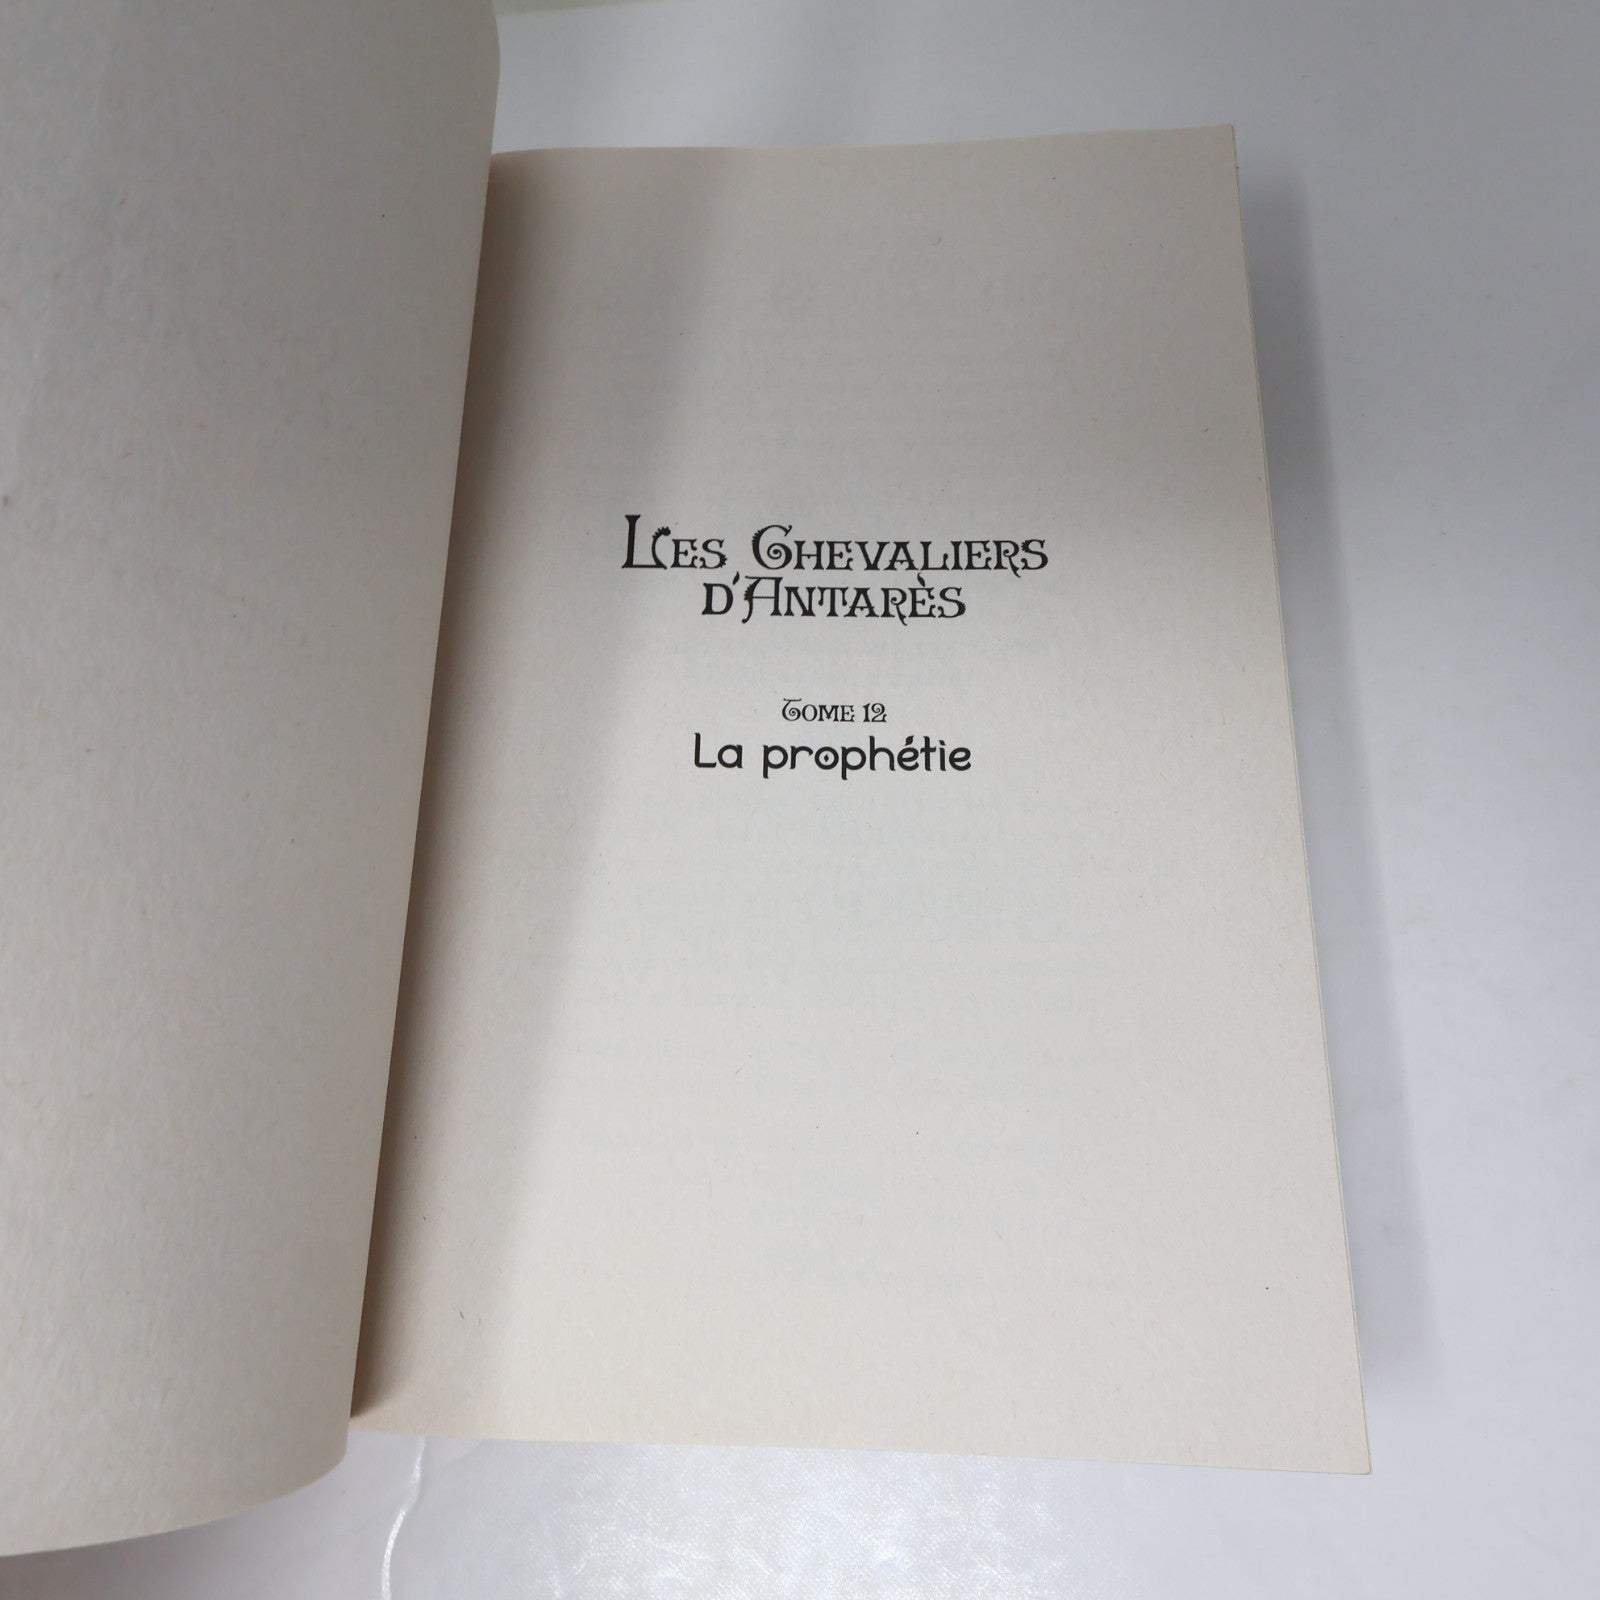 Les Chevaliers
d'Antarès
Tome 12
La prophétie